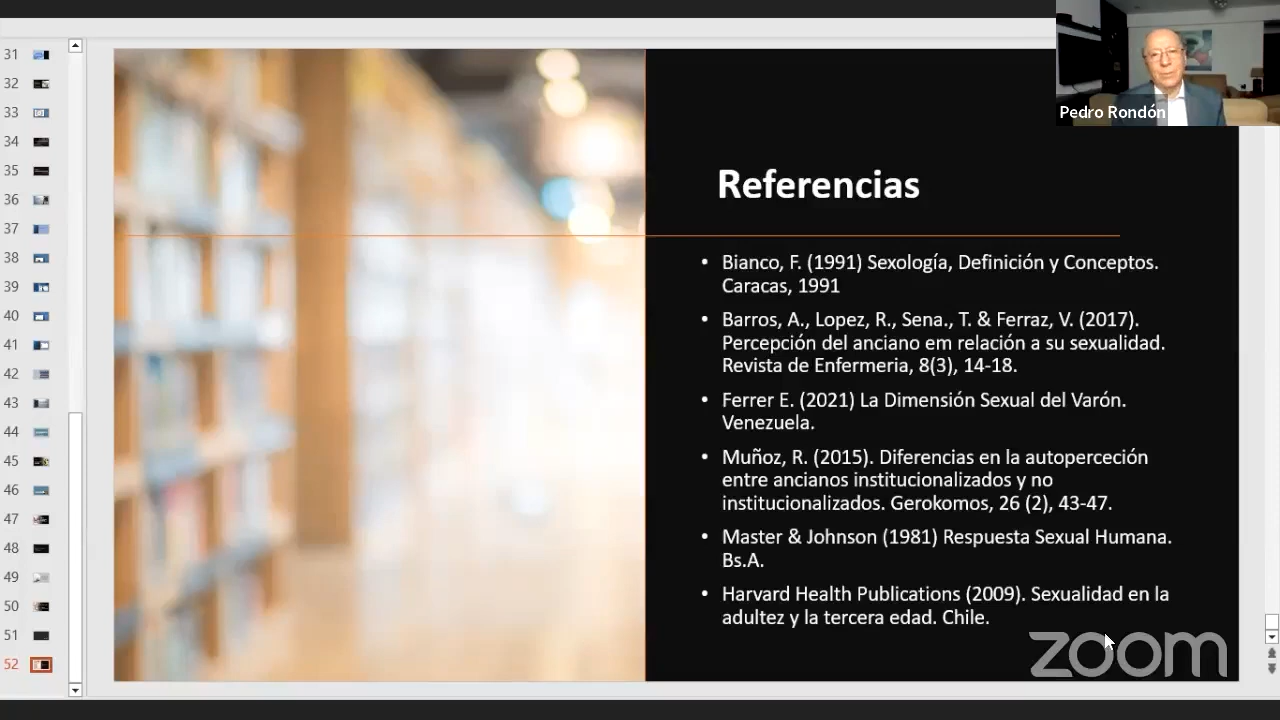 31
32
33
34
35
36
37
38
39
40
41
42
43
44
45
46
47
48
49
50
51
52
Pedro Rondón
Referencias
• Bianco, F. (1991) Sexología, Definición y Conceptos.
Caracas, 1991
• Barros, A., Lopez, R., Sena., T. & Ferraz, V. (2017).
Percepción del anciano em relación a su sexualidad.
Revista de Enfermeria, 8(3), 14-18.
• Ferrer E. (2021) La Dimensión Sexual del Varón.
Venezuela.
• Muñoz, R. (2015). Diferencias en la autoperceción
entre ancianos institucionalizados y no
institucionalizados. Gerokomos, 26 (2), 43-47.
• Master & Johnson (1981) Respuesta Sexual Humana.
Bs.A.
• Harvard Health Publications (2009). Sexualidad en la
adultez y la tercera edad. Chile.
zoom